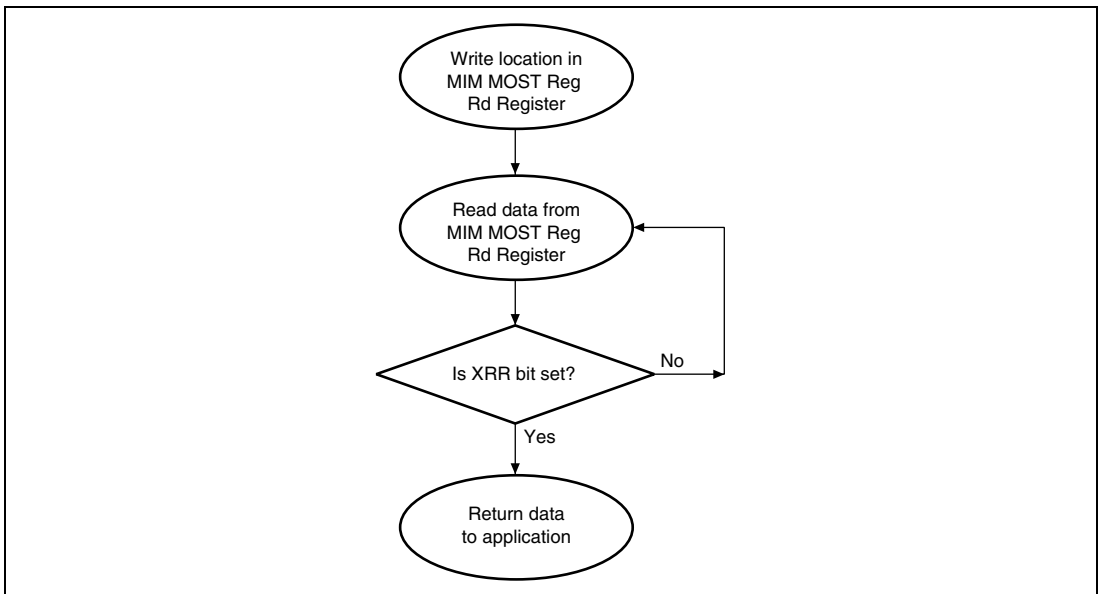 Write location in
MIM MOST Reg
Rd Register
Read data from
MIM MOST Reg
Rd Register
Is XRR bit set?
No
Yes
Return data
to application